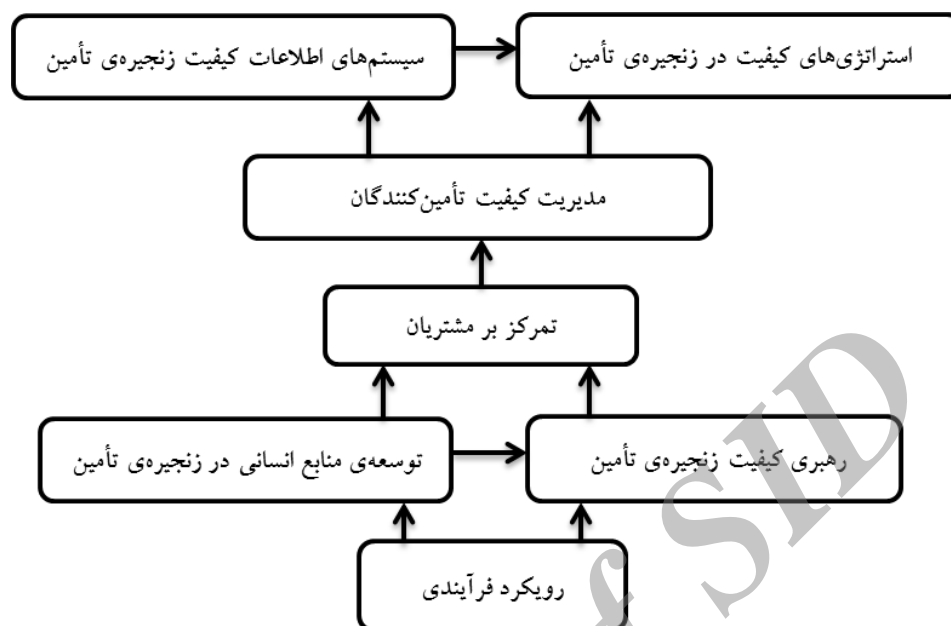 استراتژی‌های کیفیت در زنجیره‌ی تأمین
سیستم‌های اطلاعات کیفیت زنجیره‌ی تأمین
مدیریت کیفیت تأمین‌کنندگان
تمرکز بر مشتریان
رهبری کیفیت زنجیره‌ی تأمین
توسعه‌ی منابع انسانی در زنجیره‌ی تأمین
رویکرد فرآیندی
f SID